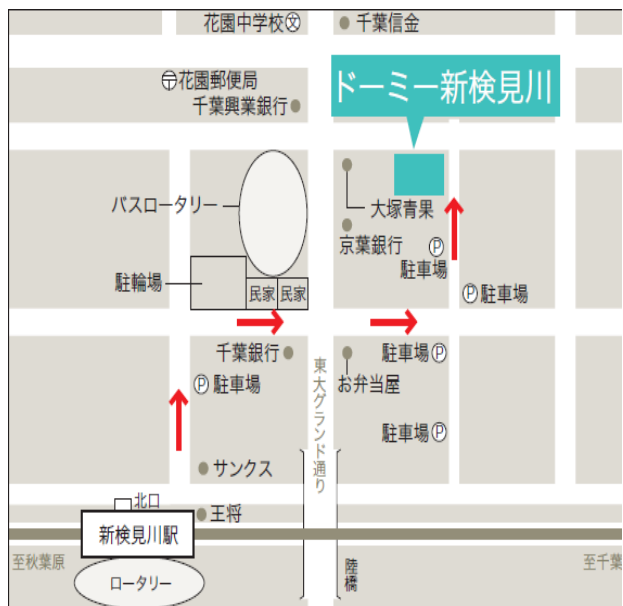 花園中学校文
千葉信金
〒花園郵便局
千葉興業銀行
ドーミー新検見川
バスロータリー
大塚青果
京葉銀行
P
駐車場
駐輪場
民家
民家
P駐車場
千葉銀行
P駐車場
東大グランド通り
お弁当屋
駐車場P
駐車場P
サンクス
北口
王将
新検見川駅
至秋葉原
ロータリー
陸橋
至千葉